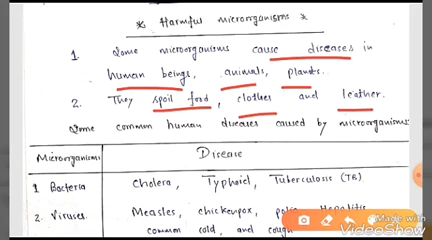 * Harmful microorganisms *
1. Some microorganisms cause diseases in
human beings, animals, plants.
2. They spoil food, clothes and leather.
Some common human diseases caused by microorganisms
Microorganisms Disease
1 Bacteria Cholera, Typhoid, Tuberculosis (TB)
2. Viruses Measles, chickenpox, polio, Hepatitis
common cold, and cough
Made with
VideoShow